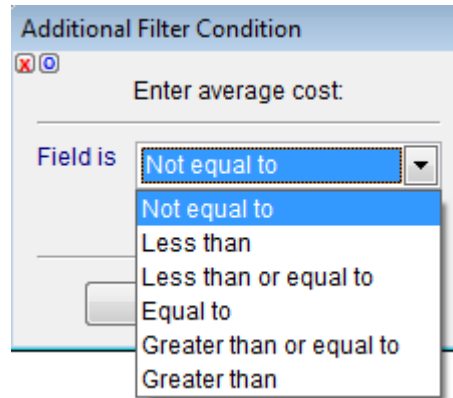 Additional Filter Condition
X O
Enter average cost:
Field is Not equal to
Not equal to
Less than
Less than or equal to
Equal to
Greater than or equal to
Greater than